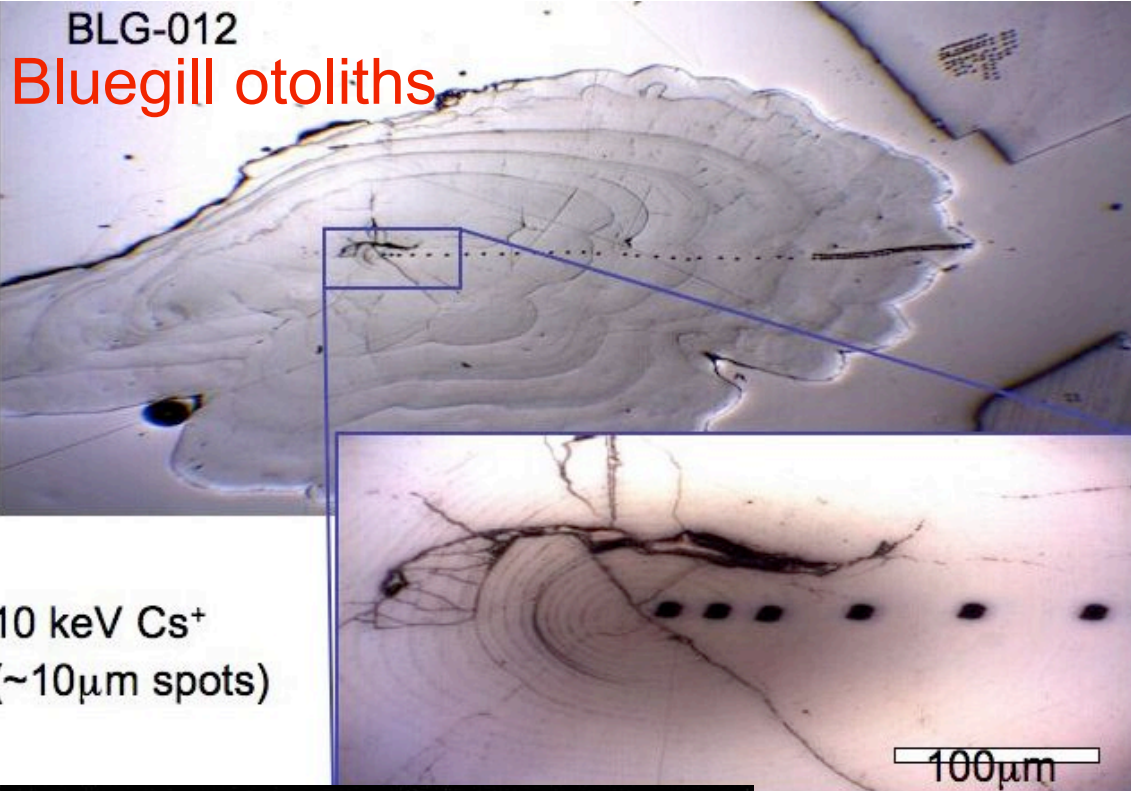 BLG-012
Bluegill otoliths
10 keV Cs⁺
(~10μm spots)
100μm